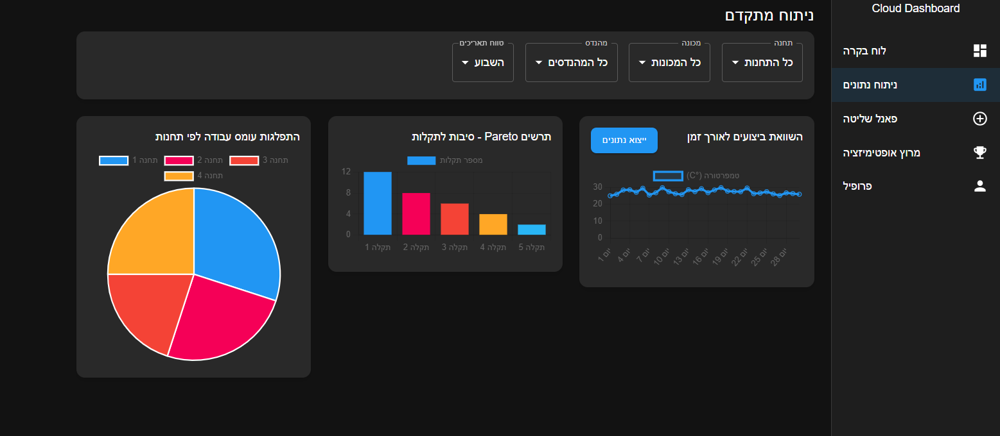 Cloud Dashboard
לוח בקרה
ניתוח נתונים
פאנל שליטה
מרוץ אופטימיזציה
פרופיל
ניתוח מתקדם
תחנה
כל התחנות
מכונה
כל המכונות
מהנדס
כל המהנדסים
טווח תאריכים
השבוע
השוואת ביצועים לאורך זמן
ייצוא נתונים
טמפרטורה (°C)
30
20
10
0
יום 1
יום 4
יום 7
יום 10
יום 13
יום 16
יום 19
יום 22
יום 25
יום 28
תרשים Pareto - סיבות לתקלות
מספר תקלות
12
8
4
0
תקלה 1
תקלה 2
תקלה 3
תקלה 4
תקלה 5
התפלגות עומס עבודה לפי תחנות
תחנה 1
תחנה 2
תחנה 3
תחנה 4